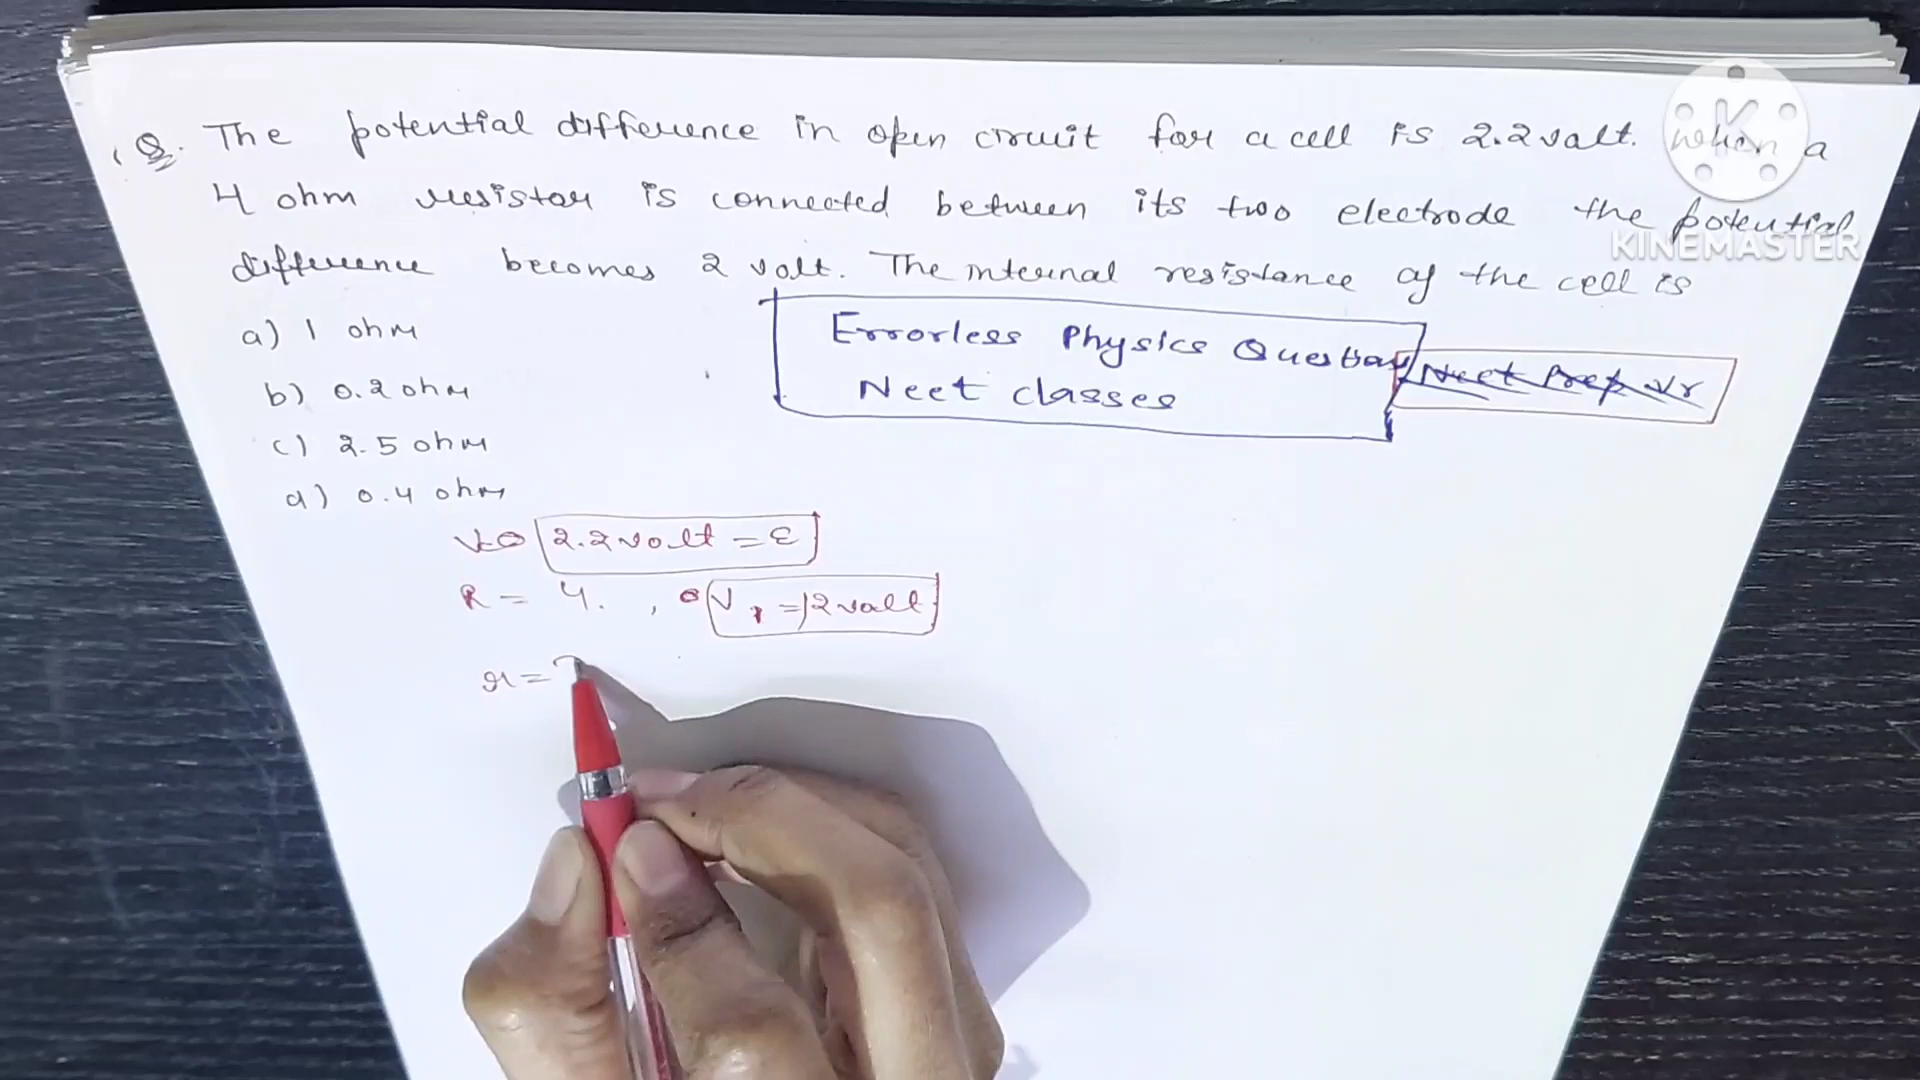 Q. The potential difference in open circuit for a cell is 2.2 volt. when a
4 ohm resistor is connected between its two electrode the potential
difference becomes 2 volt. The internal resistance of the cell is
KINEMASTER
a) 1 ohm
b) 0.2 ohm
c) 2.5 ohm
d) 0.4 ohm
Errorless Physics Question
Neet classes
Neet Prep Vr
2.2 volt = ε
R = 4. , V = 2 volt
r = ?